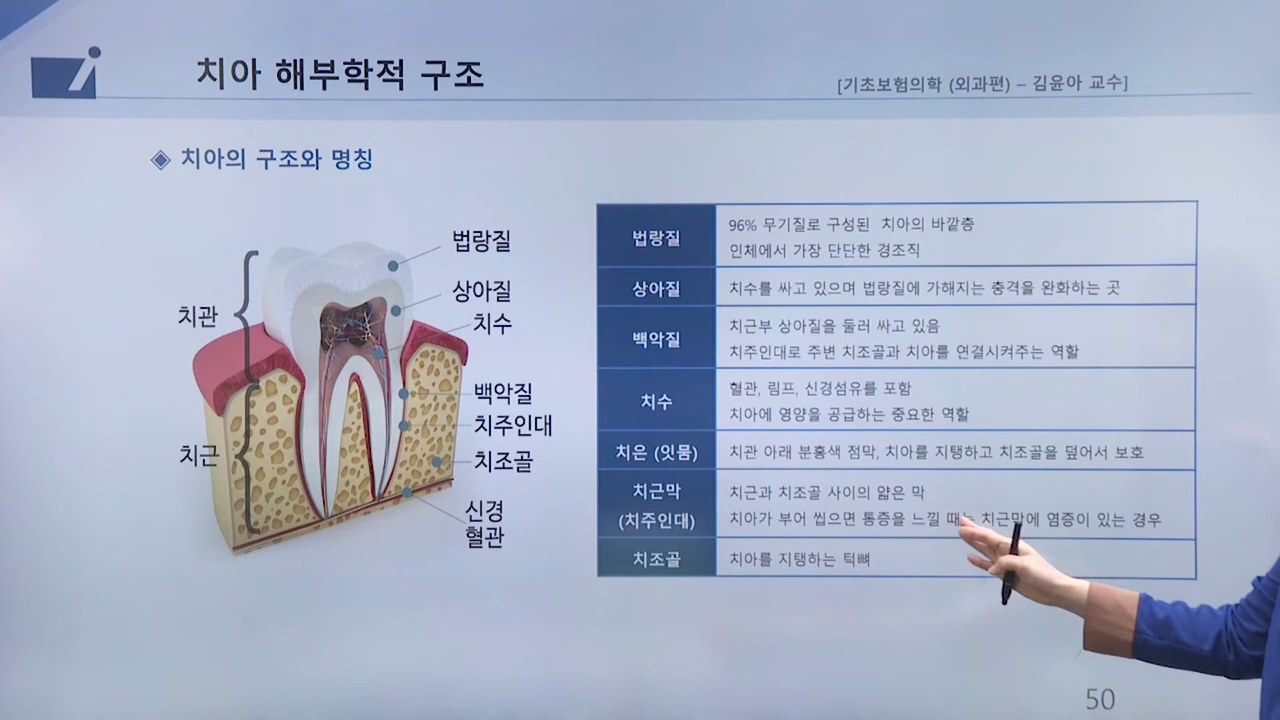 치아 해부학적 구조
[기초보험의학 (외과편) – 김윤아 교수]
◈ 치아의 구조와 명칭
법랑질
상아질
치수
치관
백악질
치주인대
치근
치조골
신경
혈관
법랑질
96% 무기질로 구성된 치아의 바깥층
인체에서 가장 단단한 경조직
상아질
치수를 싸고 있으며 법랑질에 가해지는 충격을 완화하는 곳
백악질
치근부 상아질을 둘러 싸고 있음
치주인대로 주변 치조골과 치아를 연결시켜주는 역할
치수
혈관, 림프, 신경섬유를 포함
치아에 영양을 공급하는 중요한 역할
치은 (잇몸)
치관 아래 분홍색 점막, 치아를 지탱하고 치조골을 덮어서 보호
치근막
(치주인대)
치근과 치조골 사이의 얇은 막
치아가 부어 씹으면 통증을 느낄 때는 치근막에 염증이 있는 경우
치조골
치아를 지탱하는 턱뼈
50